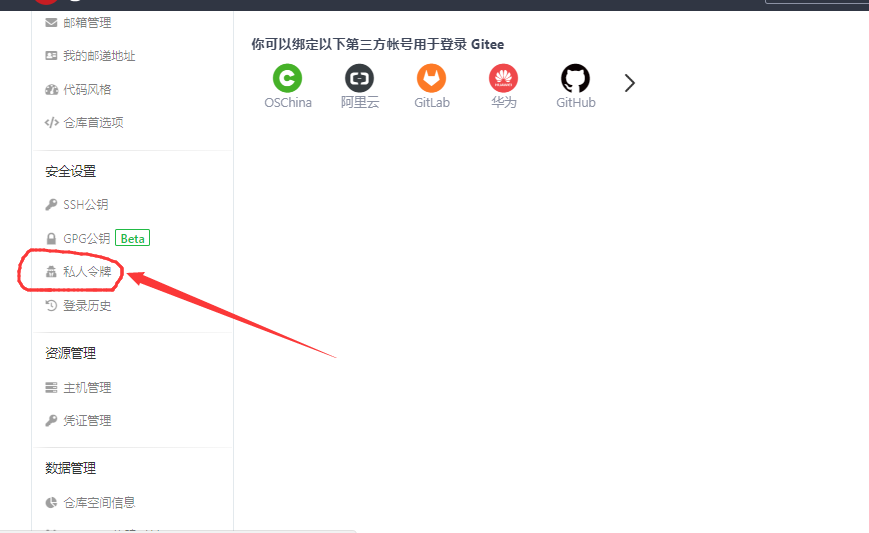 邮箱管理
我的邮递地址
代码风格
仓库首选项
安全设置
SSH公钥
GPG公钥 Beta
私人令牌
登录历史
资源管理
主机管理
凭证管理
数据管理
仓库空间信息
你可以绑定以下第三方帐号用于登录 Gitee
OSChina 阿里云 GitLab 华为 GitHub